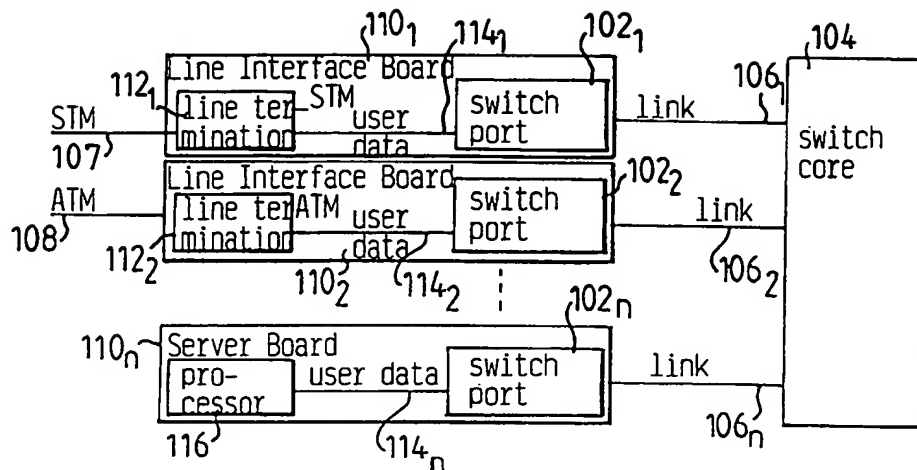 110₁
114₁
102₁
104
Line Interface Board
112₁
line ter
mination
STM
user
data
switch
port
link
106₁
STM
107
switch
core
Line Interface Board
102₂
ATM
108
line ter
mination
ATM
user
data
switch
port
link
112₂
110₂
114₂
106₂
102ₙ
110ₙ
Server Board
pro-
cessor
user data
switch
port
link
116
114ₙ
106ₙ